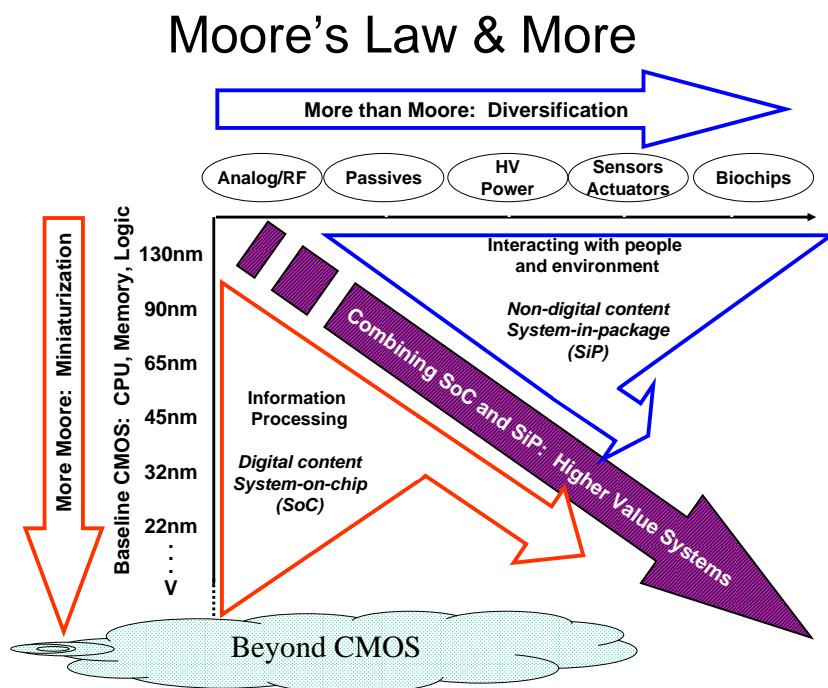 Moore's Law & More
More than Moore: Diversification
Analog/RF
Passives
HV
Power
Sensors
Actuators
Biochips
More Moore: Miniaturization
Baseline CMOS: CPU, Memory, Logic
130nm
90nm
65nm
45nm
32nm
22nm
.
.
.
.
V
Interacting with people
and environment
Non-digital content
System-in-package
(SiP)
Combining SoC and SiP: Higher Value Systems
Information
Processing
Digital content
System-on-chip
(SoC)
Beyond CMOS